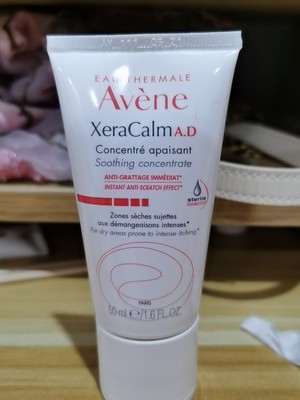 EAU THERMALE
Avène
XeraCalm A.D
Concentré apaisant
Soothing concentrate
ANTI-GRATTAGE IMMÉDIAT*
INSTANT ANTI-SCRATCH EFFECT*
sterile
Zones sèches sujettes
aux démangeaisons intenses*
For dry areas prone to intense itching*
PARIS
50 ml e/1.6 FL.OZ